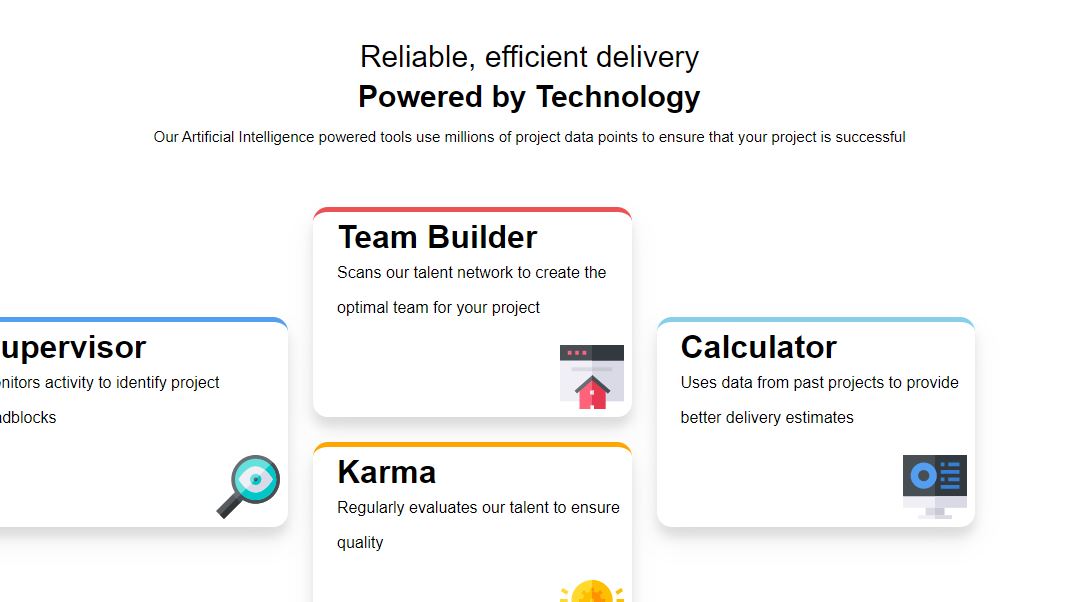 Reliable, efficient delivery
Powered by Technology
Our Artificial Intelligence powered tools use millions of project data points to ensure that your project is successful
upervisor
nitors activity to identify project
adblocks
Team Builder
Scans our talent network to create the
optimal team for your project
Karma
Regularly evaluates our talent to ensure
quality
Calculator
Uses data from past projects to provide
better delivery estimates